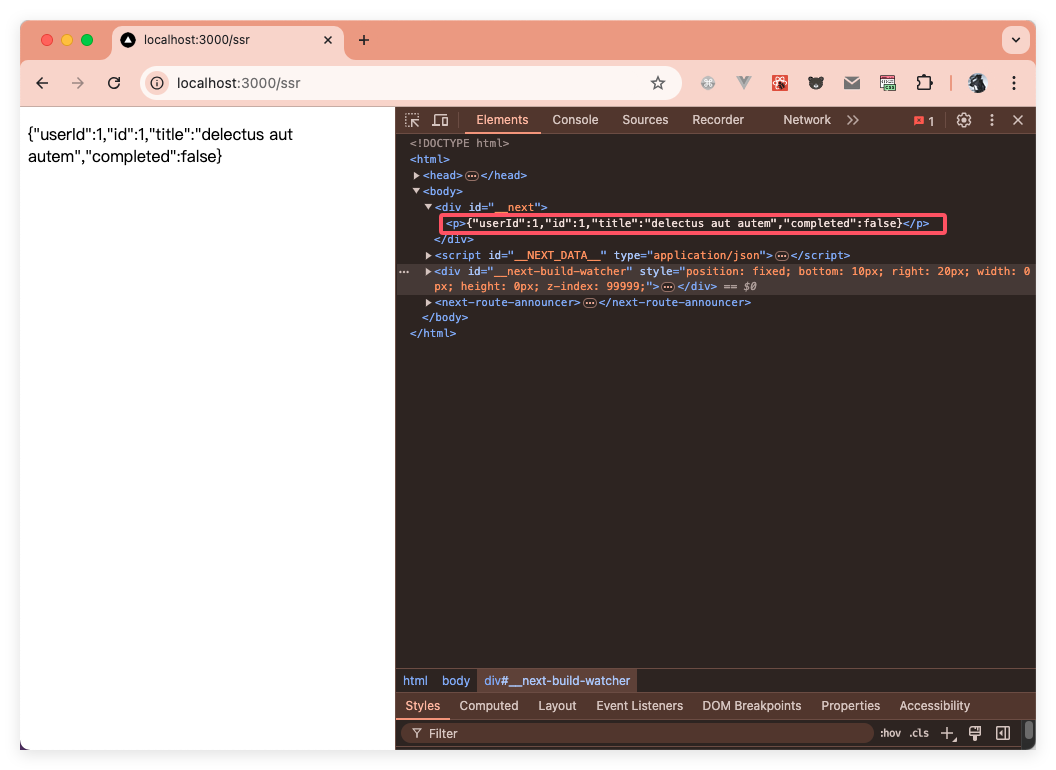 localhost:3000/ssr
localhost:3000/ssr
{"userId":1,"id":1,"title":"delectus aut
autem","completed":false}
Elements Console Sources Recorder Network 1
<!DOCTYPE html>
<html>
<head> </head>
<body>
<div id="__next">
<p>{"userId":1,"id":1,"title":"delectus aut autem","completed":false}</p>
</div>
<script id="__NEXT_DATA__" type="application/json"> </script>
<div id="__next-build-watcher" style="position: fixed; bottom: 10px; right: 20px; width: 0
px; height: 0px; z-index: 99999;"> </div> == $0
<next-route-announcer> </next-route-announcer>
</body>
</html>
html body div#__next-build-watcher
Styles Computed Layout Event Listeners DOM Breakpoints Properties Accessibility
Filter :hov .cls